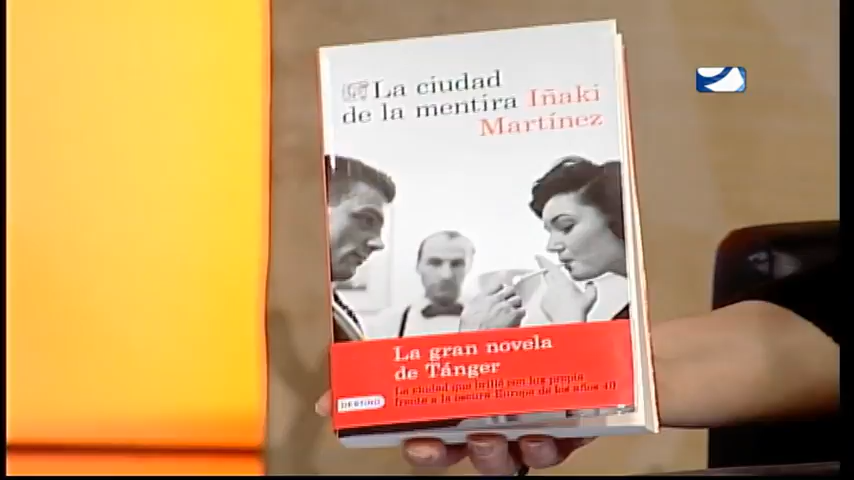 La ciudad
de la mentira Iñaki
Martínez
La gran novela
de Tánger
La ciudad que brilló con luz propia
frente a la oscura Europa de los años 40
DESTINO